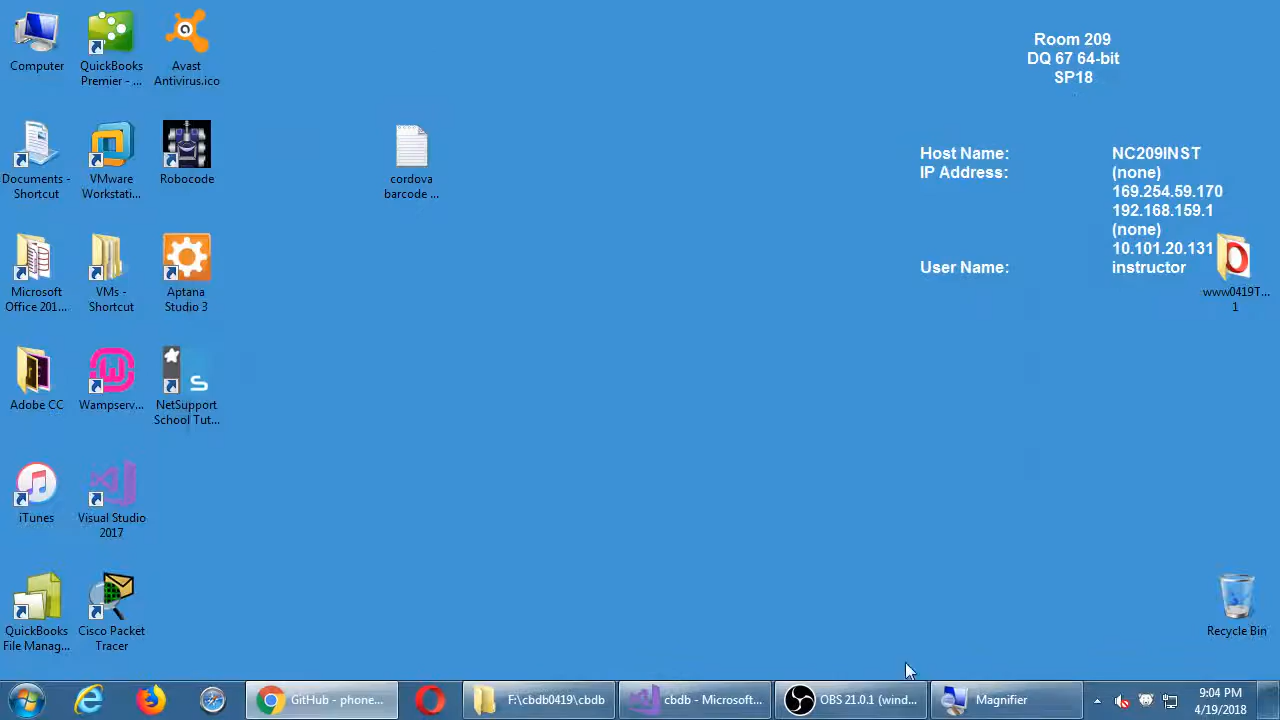 Room 209
DQ 67 64-bit
SP18
Host Name: NC209INST
IP Address: (none)
169.254.59.170
192.168.159.1
(none)
10.101.20.131
User Name: instructor
Computer
QuickBooks
Premier - ...
Avast
Antivirus.ico
Documents -
Shortcut
VMware
Workstati...
Robocode
cordova
barcode ...
Microsoft
Office 201...
VMs -
Shortcut
Aptana
Studio 3
www0419T...
1
Adobe CC
Wampserv...
NetSupport
School Tut...
iTunes
Visual Studio
2017
QuickBooks
File Manag...
Cisco Packet
Tracer
Recycle Bin
GitHub - phone...
F:\cbdb0419\cbdb
cbdb - Microsoft...
OBS 21.0.1 (wind...
Magnifier
9:04 PM
4/19/2018